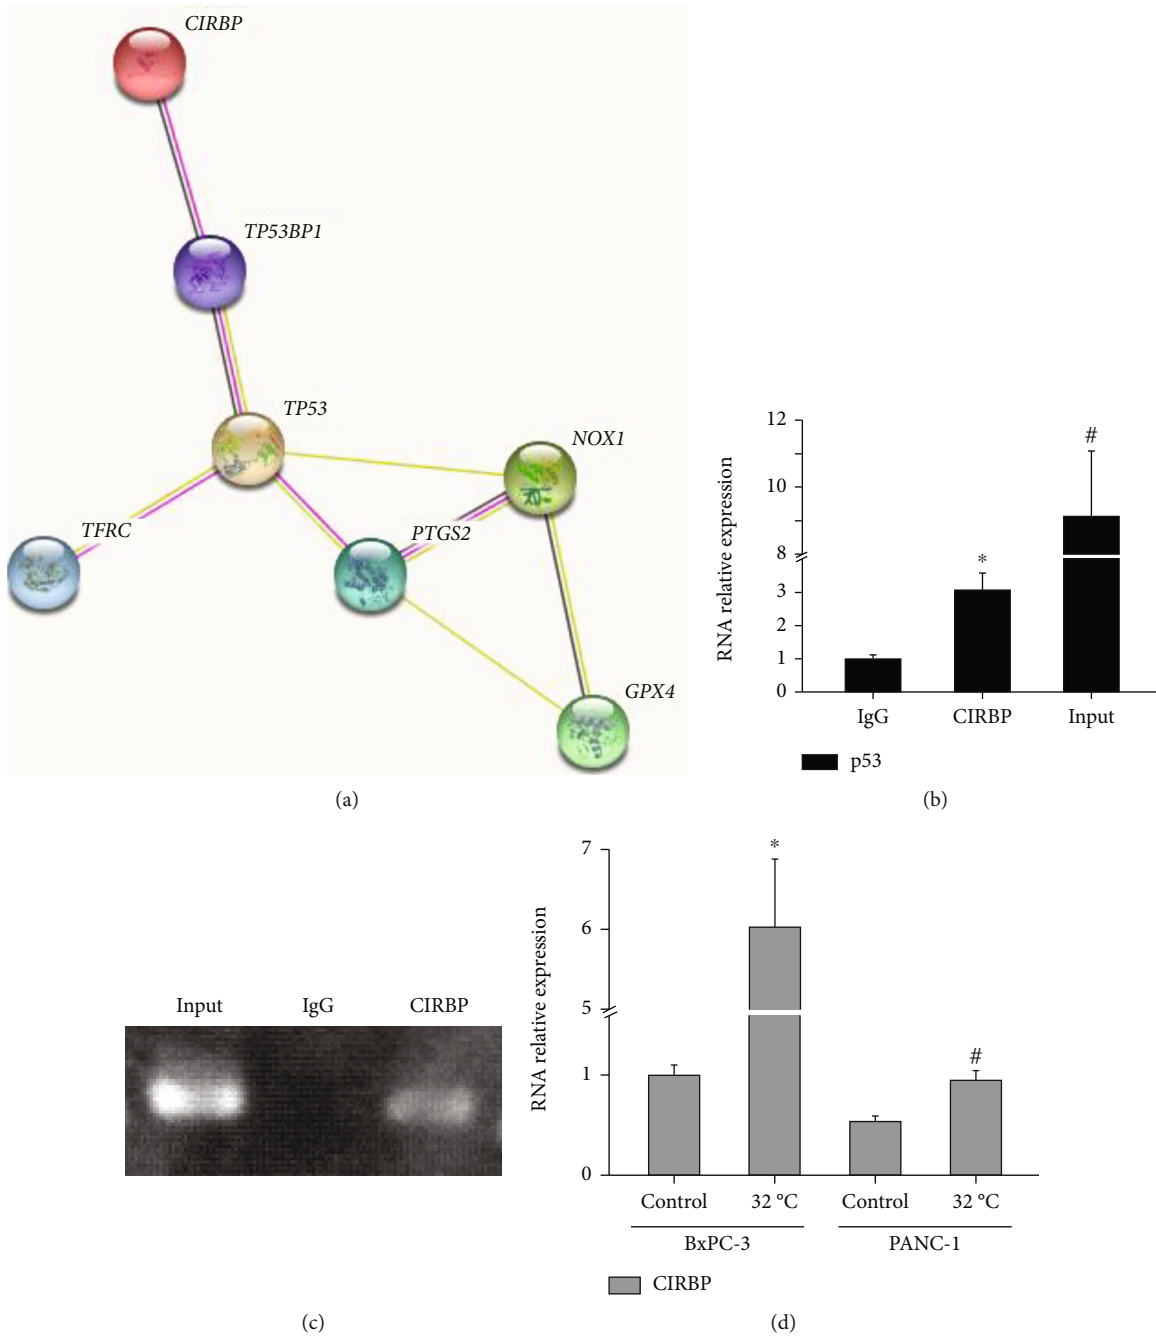 CIRBP
TP53BP1
TP53
NOX1
TFRC
PTGS2
GPX4
(a)
RNA relative expression
12
10
8
3
2
1
0
*
#
IgG CIRBP Input
p53
(b)
Input IgG CIRBP
(c)
RNA relative expression
7
6
5
1
0
*
#
Control 32 °C Control 32 °C
BxPC-3 PANC-1
CIRBP
(d)